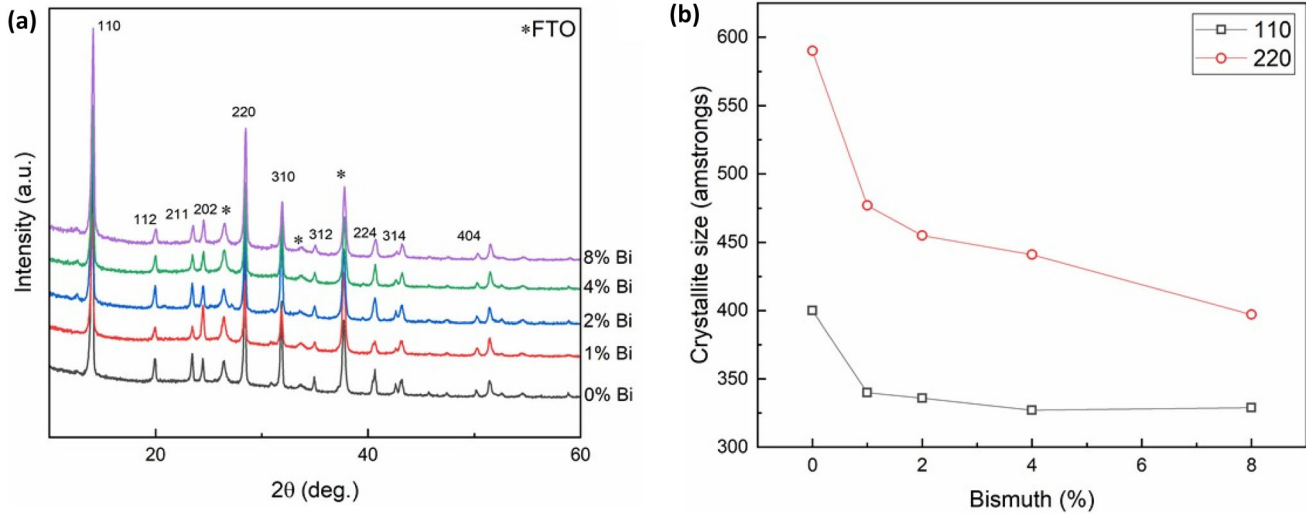 (a)
110
*FTO
220
310
*
112
211
202
*
*
312
224
314
404
8% Bi
4% Bi
2% Bi
1% Bi
0% Bi
Intensity (a.u.)
20
40
60
2θ (deg.)
(b)
110
220
600
550
500
450
400
350
300
Crystallite size (amstrongs)
0
2
4
6
8
Bismuth (%)